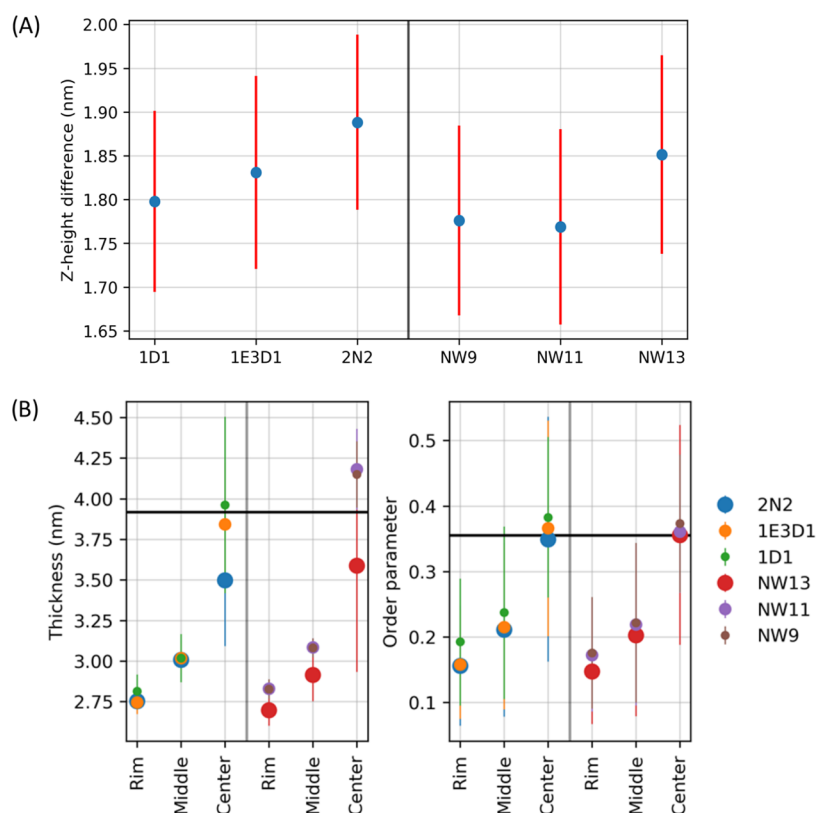 (A)
Z-height difference (nm)
2.00
1.95
1.90
1.85
1.80
1.75
1.70
1.65
1D1 1E3D1 2N2 NW9 NW11 NW13
(B)
Thickness (nm)
4.50
4.25
4.00
3.75
3.50
3.25
3.00
2.75
Rim Middle Center Rim Middle Center
Order parameter
0.5
0.4
0.3
0.2
0.1
Rim Middle Center Rim Middle Center
2N2
1E3D1
1D1
NW13
NW11
NW9